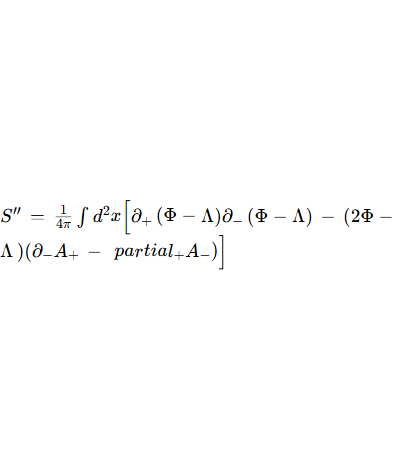 S″ = 1/4π ∫ d²x[∂₊ (Φ − Λ)∂₋ (Φ − Λ) − (2Φ −
Λ )(∂₋A₊ − partial₊A₋)]